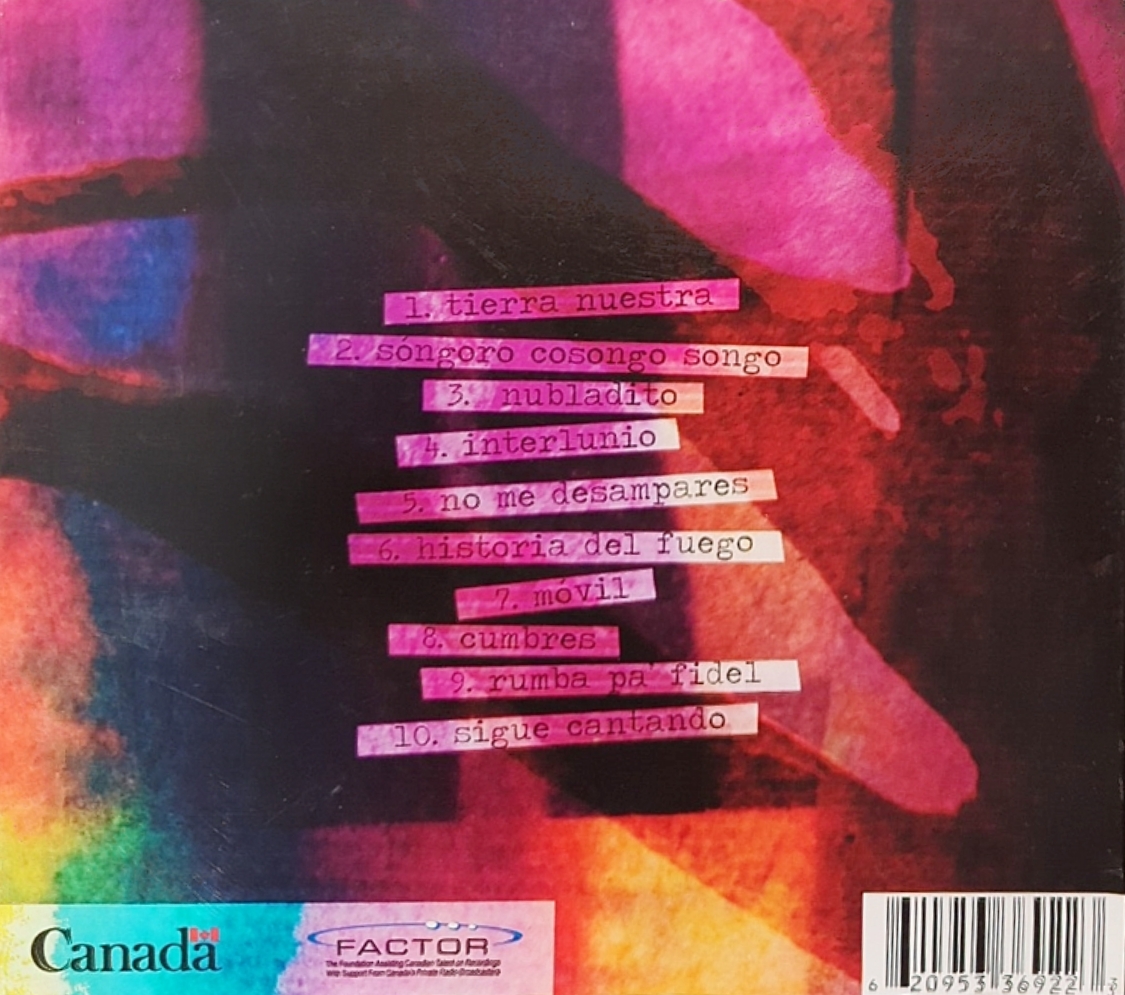 1. tierra nuestra
2. sóngoro cosongo songo
3. nubladito
4. interlunio
5. no me desampares
6. historia del fuego
7. móvil
8. cumbres
9. rumba pa' fidel
10. sigue cantando
Canada
FACTOR
The Foundation Assisting Canadian Talent on Recordings
With Support From Canada's Private Radio Broadcasters
6 20953 36922 3